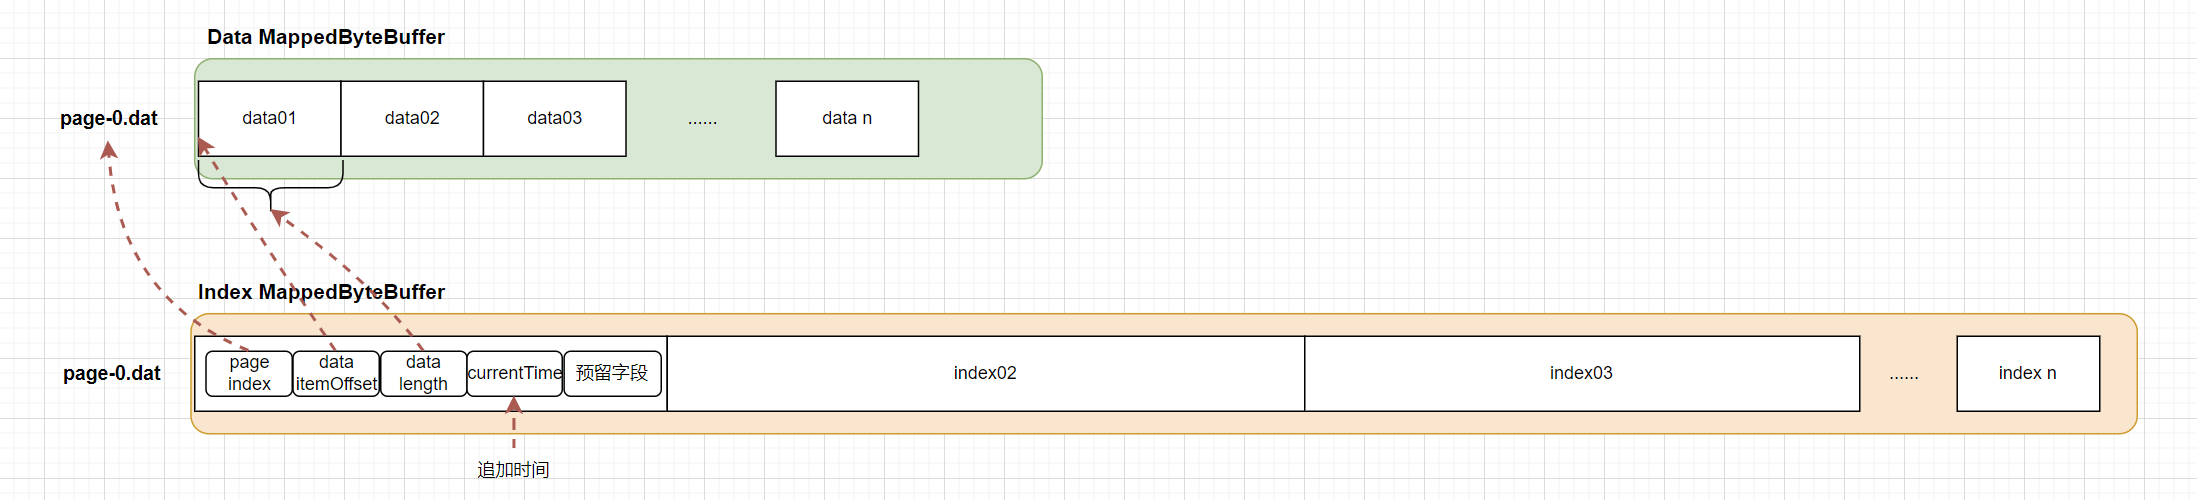 Data MappedByteBuffer
page-0.dat
data01
data02
data03
......
data n
Index MappedByteBuffer
page-0.dat
page
index
data
itemOffset
data
length
currentTime
预留字段
index02
index03
......
index n
追加时间